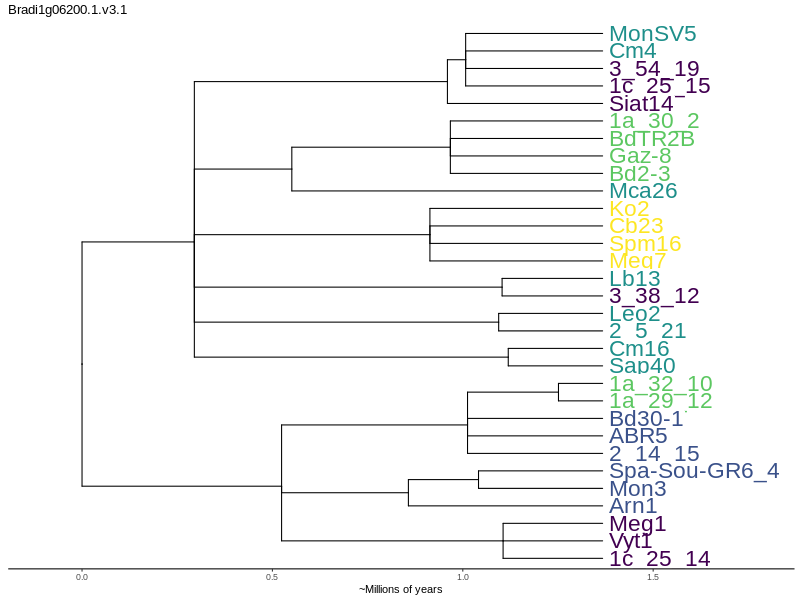 Bradi1g06200.1.v3.1
MonSV5
Cm4
3_54_19
1c_25_15
Siat14
1a_30_2
BdTR2B
Gaz-8
Bd2-3
Mca26
Ko2
Cb23
Spm16
Meg7
Lb13
3_38_12
Leo2
2_5_21
Cm16
Sap40
1a_32_10
1a_29_12
Bd30-1
ABR5
2_14_15
Spa-Sou-GR6_4
Mon3
Arn1
Meg1
Vyt1
1c_25_14
0.0 0.5 1.0 1.5
~Millions of years